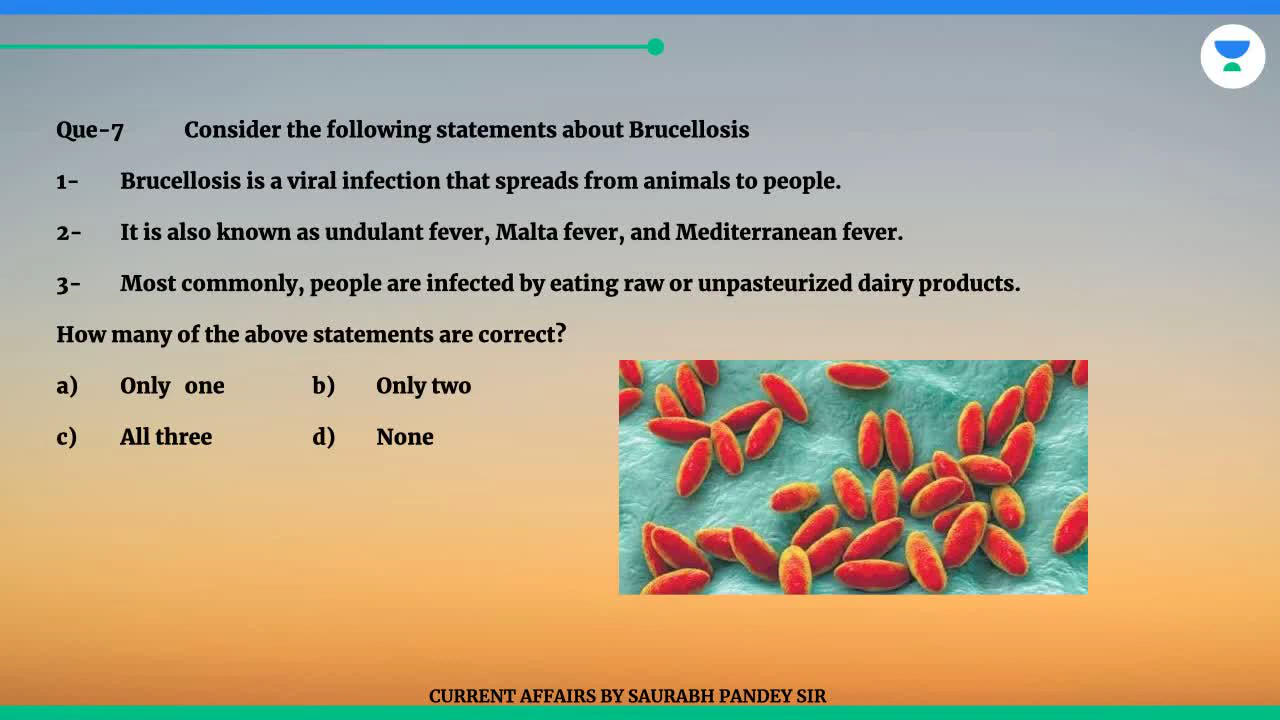 Que-7 Consider the following statements about Brucellosis
1- Brucellosis is a viral infection that spreads from animals to people.
2- It is also known as undulant fever, Malta fever, and Mediterranean fever.
3- Most commonly, people are infected by eating raw or unpasteurized dairy products.
How many of the above statements are correct?
a) Only one b) Only two
c) All three d) None
CURRENT AFFAIRS BY SAURABH PANDEY SIR